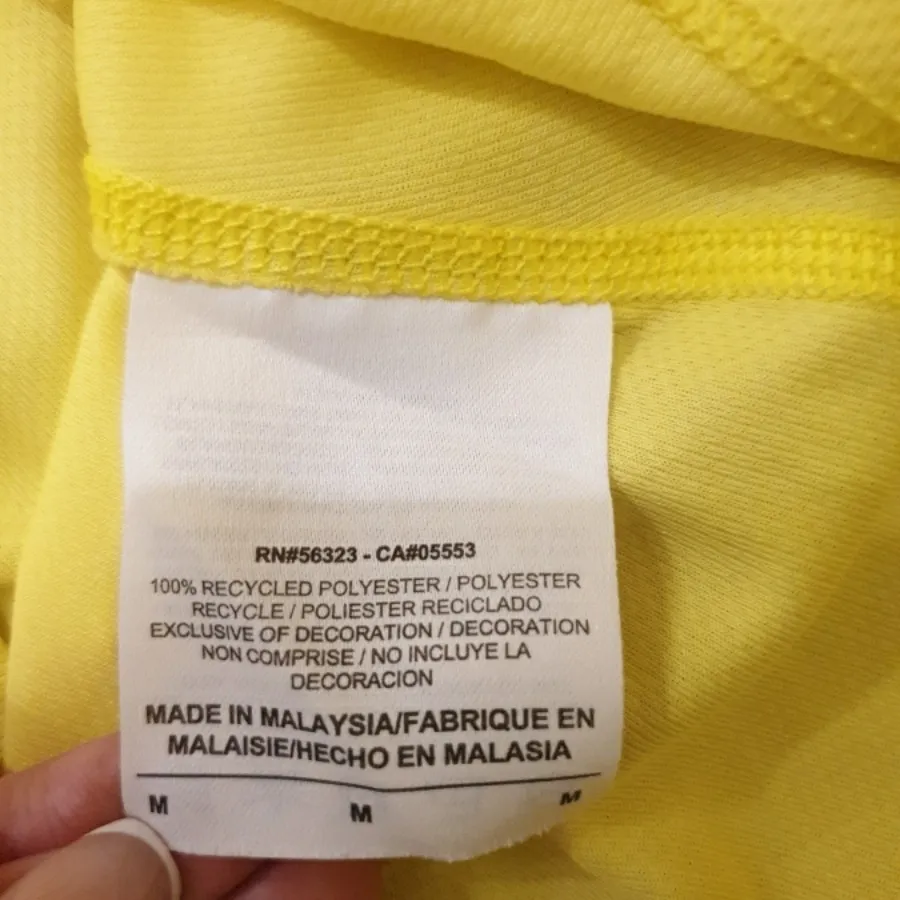 RN#56323 - CA#05553
100% RECYCLED POLYESTER / POLYESTER
RECYCLE / POLIESTER RECICLADO
EXCLUSIVE OF DECORATION / DECORATION
NON COMPRISE / NO INCLUYE LA
DECORACION
MADE IN MALAYSIA/FABRIQUE EN
MALAISIE/HECHO EN MALASIA
M M M